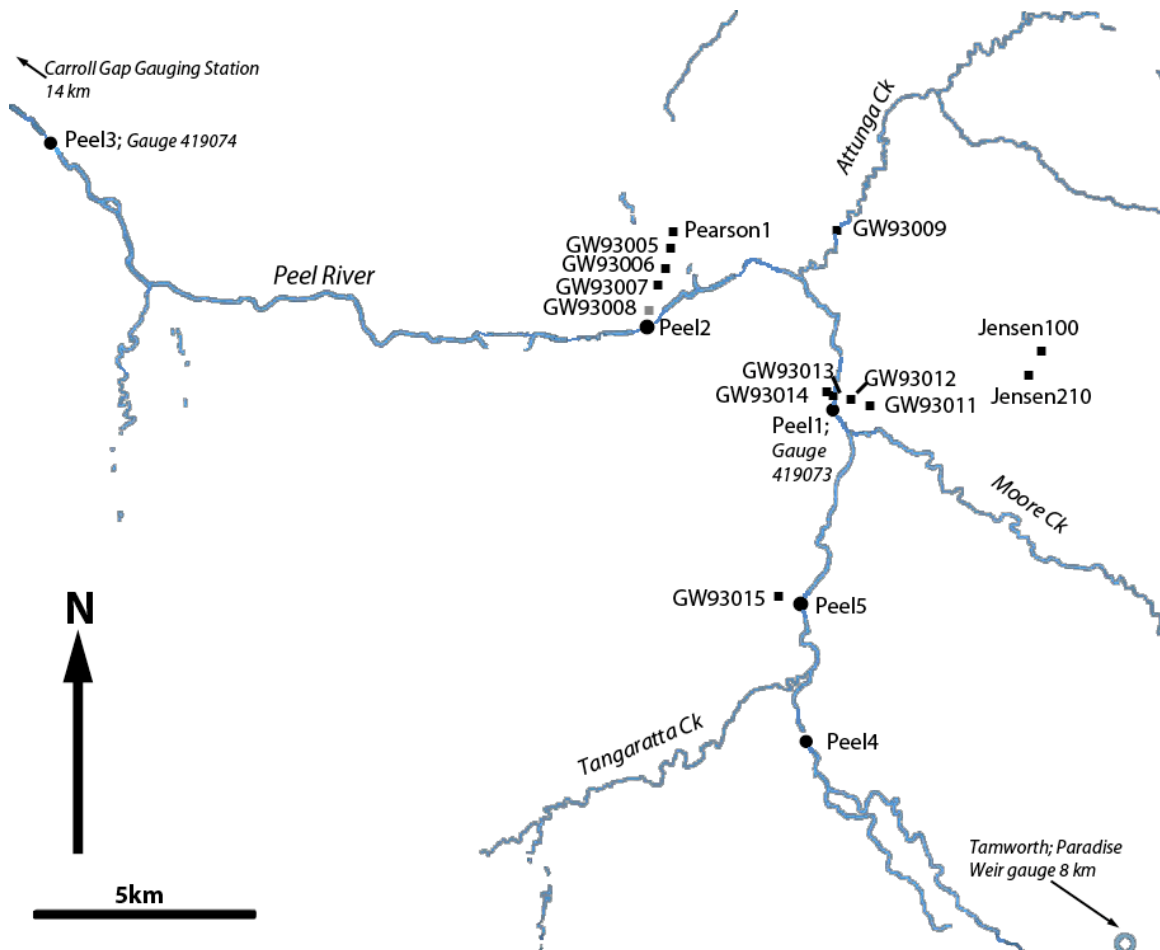 Carroll Gap Gauging Station
14 km
Peel3; Gauge 419074
Attunga Ck
Pearson1
GW93009
GW93005
GW93006
GW93007
GW93008
Peel River
Peel2
Jensen100
GW93013
GW93012
Jensen210
GW93014
GW93011
Peel1;
Gauge
419073
Moore Ck
GW93015
Peel5
N
Tangaratta Ck
Peel4
Tamworth; Paradise
Weir gauge 8 km
5km